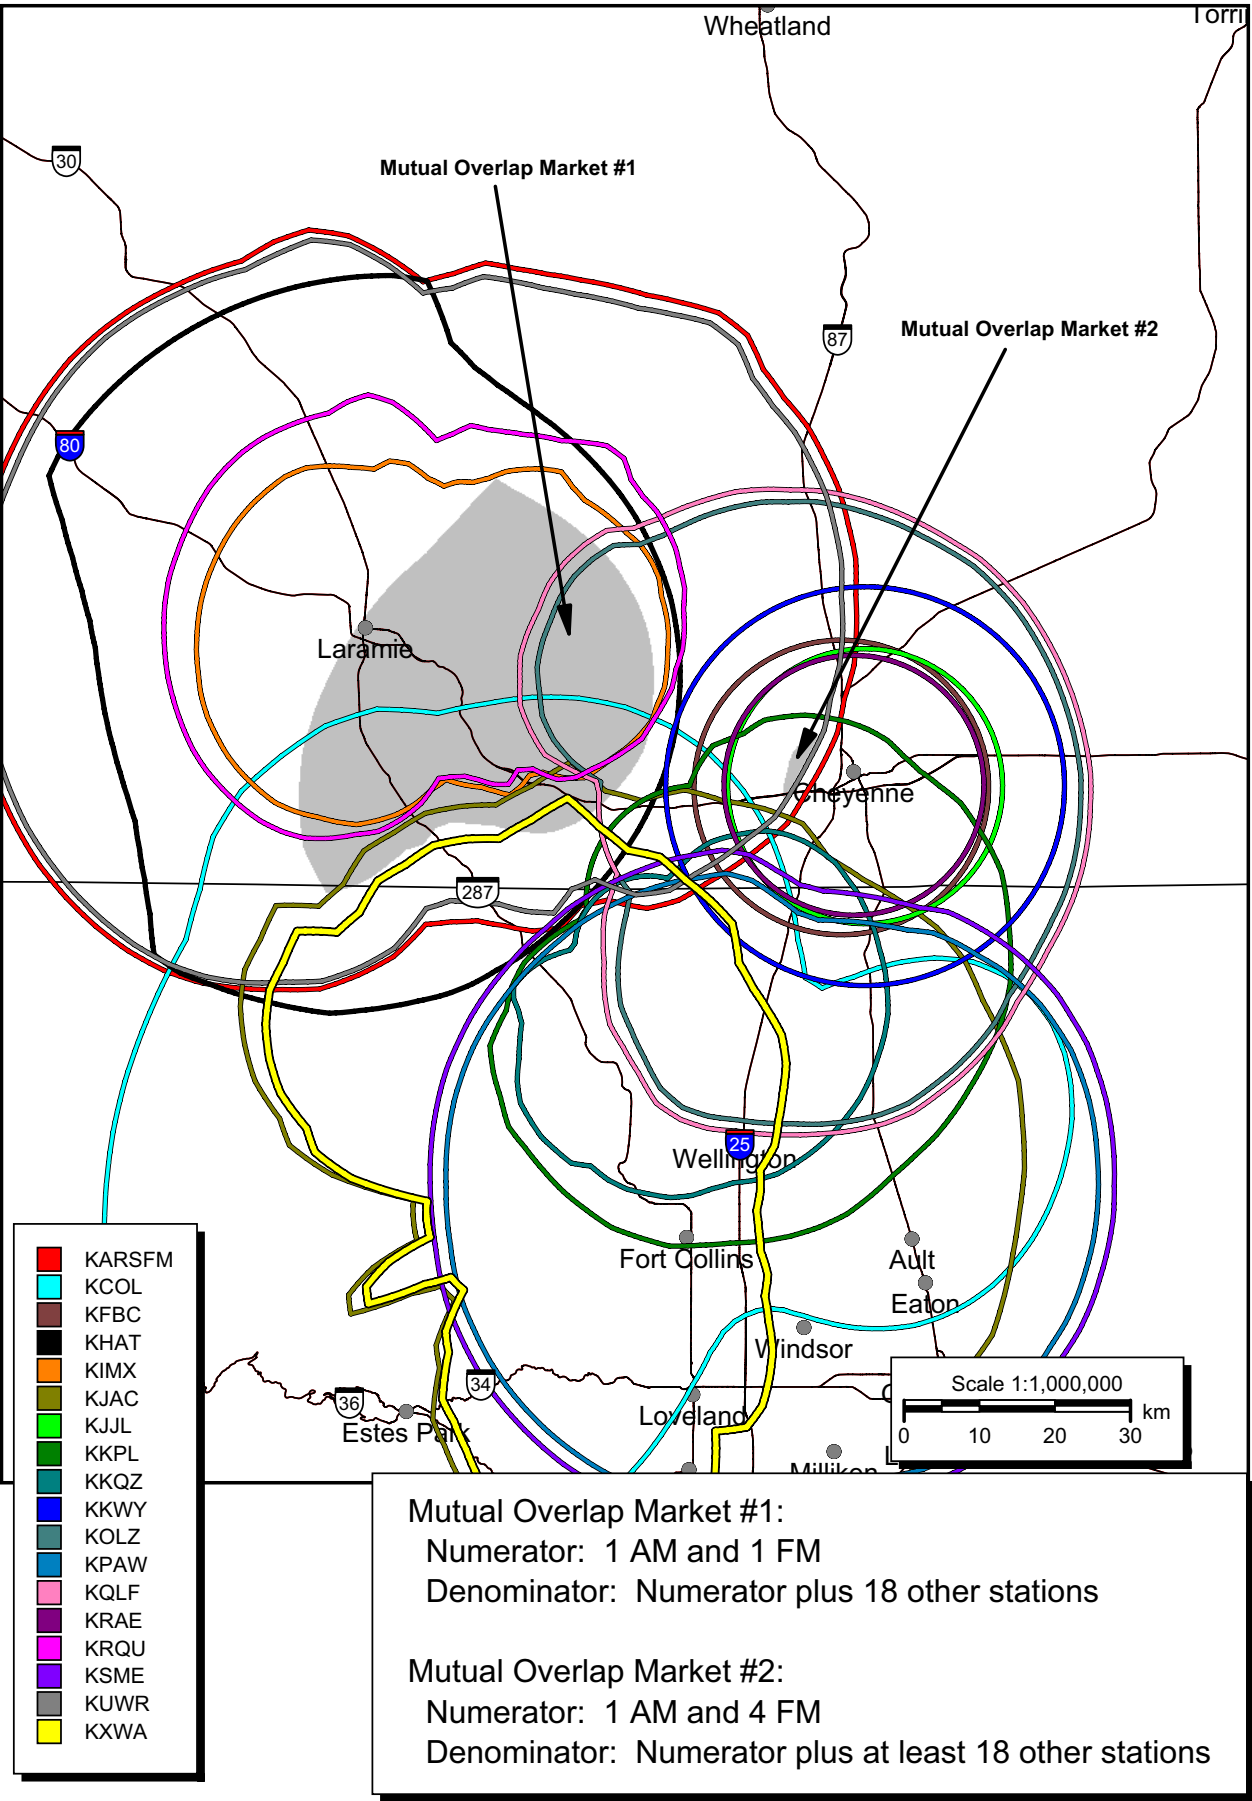 Wheatland
Torri
30
Mutual Overlap Market #1
Mutual Overlap Market #2
87
80
Laramie
Cheyenne
287
25
Wellington
Fort Collins
Ault
Eaton
Windsor
34
36
Estes Park
Loveland
Milliken
KARSFM
KCOL
KFBC
KHAT
KIMX
KJAC
KJJL
KKPL
KKQZ
KKWY
KOLZ
KPAW
KQLF
KRAE
KRQU
KSME
KUWR
KXWA
Scale 1:1,000,000
km
0 10 20 30
Mutual Overlap Market #1:
Numerator: 1 AM and 1 FM
Denominator: Numerator plus 18 other stations
Mutual Overlap Market #2:
Numerator: 1 AM and 4 FM
Denominator: Numerator plus at least 18 other stations